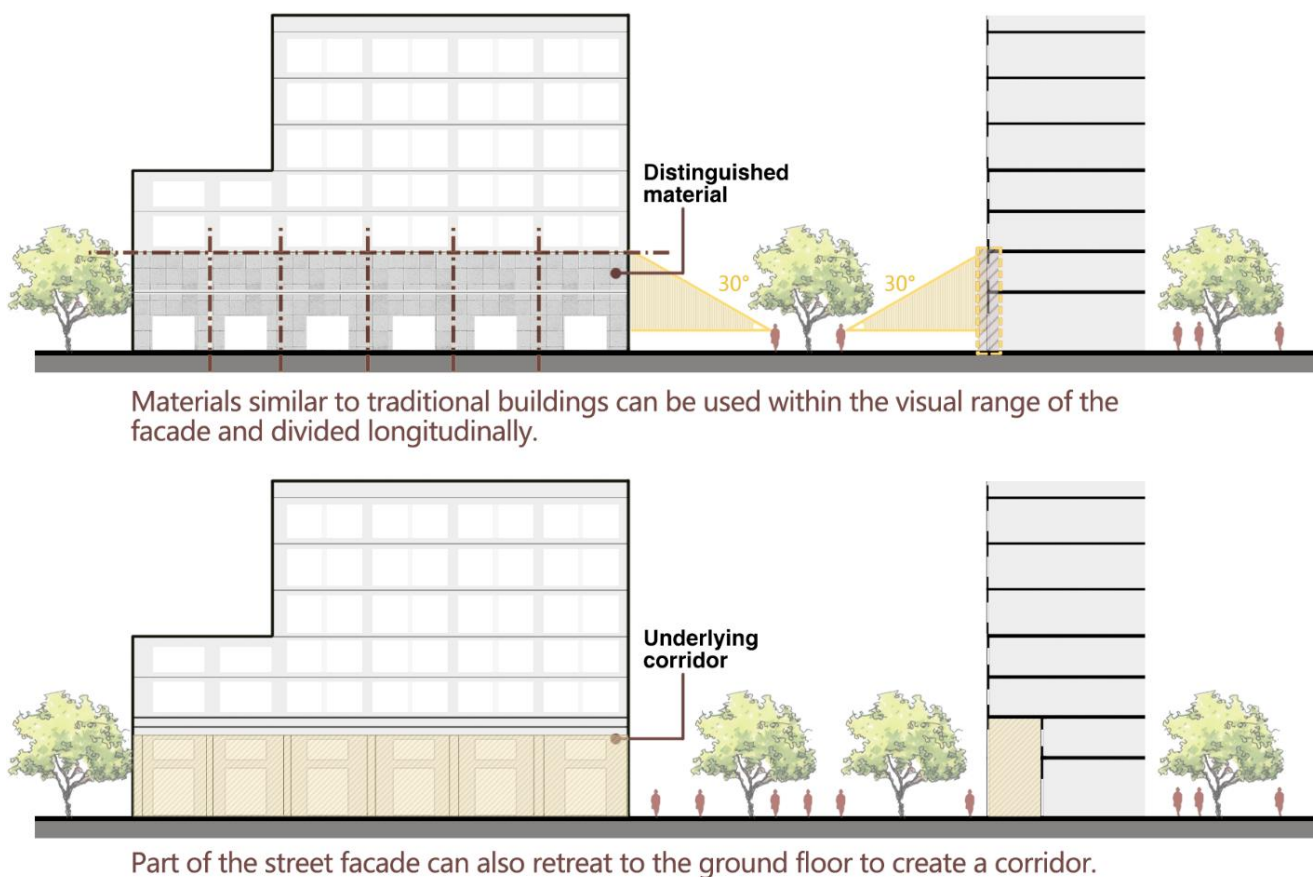 Distinguished
material
30°
30°
Materials similar to traditional buildings can be used within the visual range of the
facade and divided longitudinally.
Underlying
corridor
Part of the street facade can also retreat to the ground floor to create a corridor.